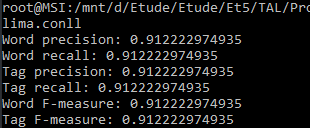 root@MSI:/mnt/d/Etude/Etude/Et5/TAL/Pro
lima.conll
Word precision: 0.912222974935
Word recall: 0.912222974935
Tag precision: 0.912222974935
Tag recall: 0.912222974935
Word F-measure: 0.912222974935
Tag F-measure: 0.912222974935